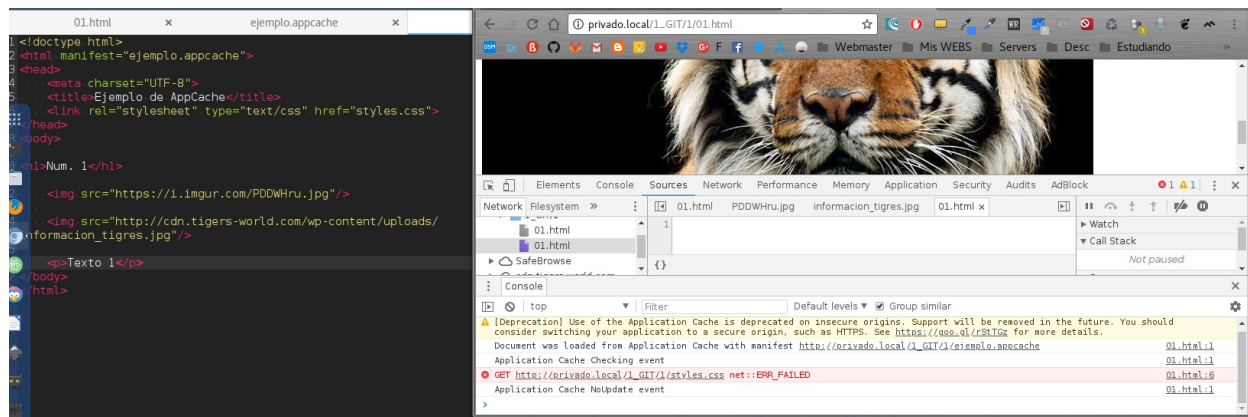 01.html × ejemplo.appcache ×
1 <!doctype html>
<html manifest="ejemplo.appcache">
<head>
<meta charset="UTF-8">
<title>Ejemplo de AppCache</title>
<link rel="stylesheet" type="text/css" href="styles.css">
</head>
<body>
<h1>Num. 1</h1>
<img src="https://i.imgur.com/PDDWHru.jpg"/>
<img src="http://cdn.tigers-world.com/wp-content/uploads/
informacion_tigres.jpg"/>
<p>Texto 1</p>
</body>
</html>
privado.local/1_GIT/1/01.html
F Webmaster Mis WEBS Servers Desc Estudiando »
Elements Console Sources Network Performance Memory Application Security Audits AdBlock 1 1 ×
Network Filesystem » 01.html PDDWHru.jpg informacion_tigres.jpg 01.html ×
01.html
01.html
SafeBrowse
1
{}
Watch
Call Stack
Not paused
Console ×
top Filter Default levels ▼ Group similar
[Deprecation] Use of the Application Cache is deprecated on insecure origins. Support will be removed in the future. You should
consider switching your application to a secure origin, such as HTTPS. See https://goo.gl/rStTGz for more details.
Document was loaded from Application Cache with manifest http://privado.local/1_GIT/1/ejemplo.appcache 01.html:1
Application Cache Checking event 01.html:1
GET http://privado.local/1_GIT/1/styles.css net::ERR_FAILED 01.html:6
Application Cache NoUpdate event 01.html:1
>